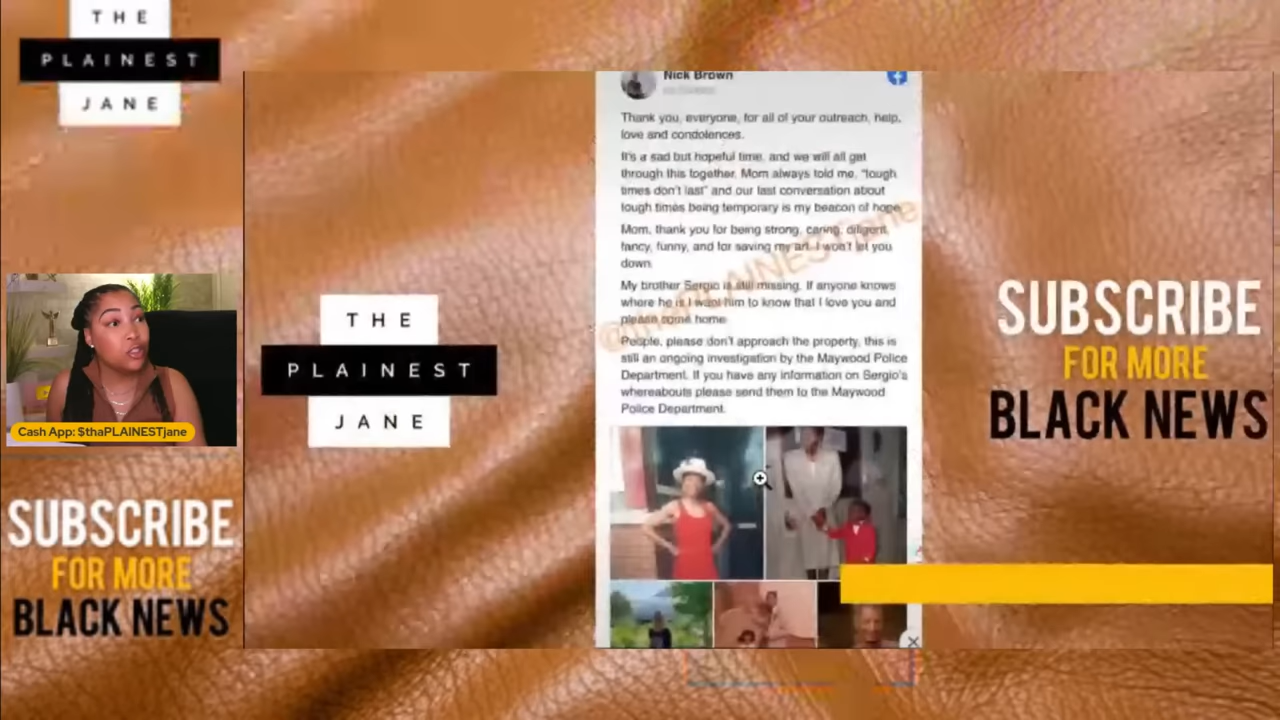 THE
PLAINEST
JANE
Cash App: $thaPLAINESTjane
SUBSCRIBE
FOR MORE
BLACK NEWS
THE
PLAINEST
JANE
Nick Brown
Thank you, everyone, for all of your outreach, help,
love and condolences.
It's a sad but hopeful time, and we will all get
through this together. Mom always told me, "tough
times don't last" and our last conversation about
tough times being temporary is my beacon of hope.
Mom, thank you for being strong, caring, diligent,
fancy, funny, and for saving my art. I won't let you
down.
My brother Sergio is still missing. If anyone knows
where he is I want him to know that I love you and
please come home.
People, please don't approach the property, this is
still an ongoing investigation by the Maywood Police
Department. If you have any information on Sergio's
whereabouts please send them to the Maywood
Police Department.
SUBSCRIBE
FOR MORE
BLACK NEWS